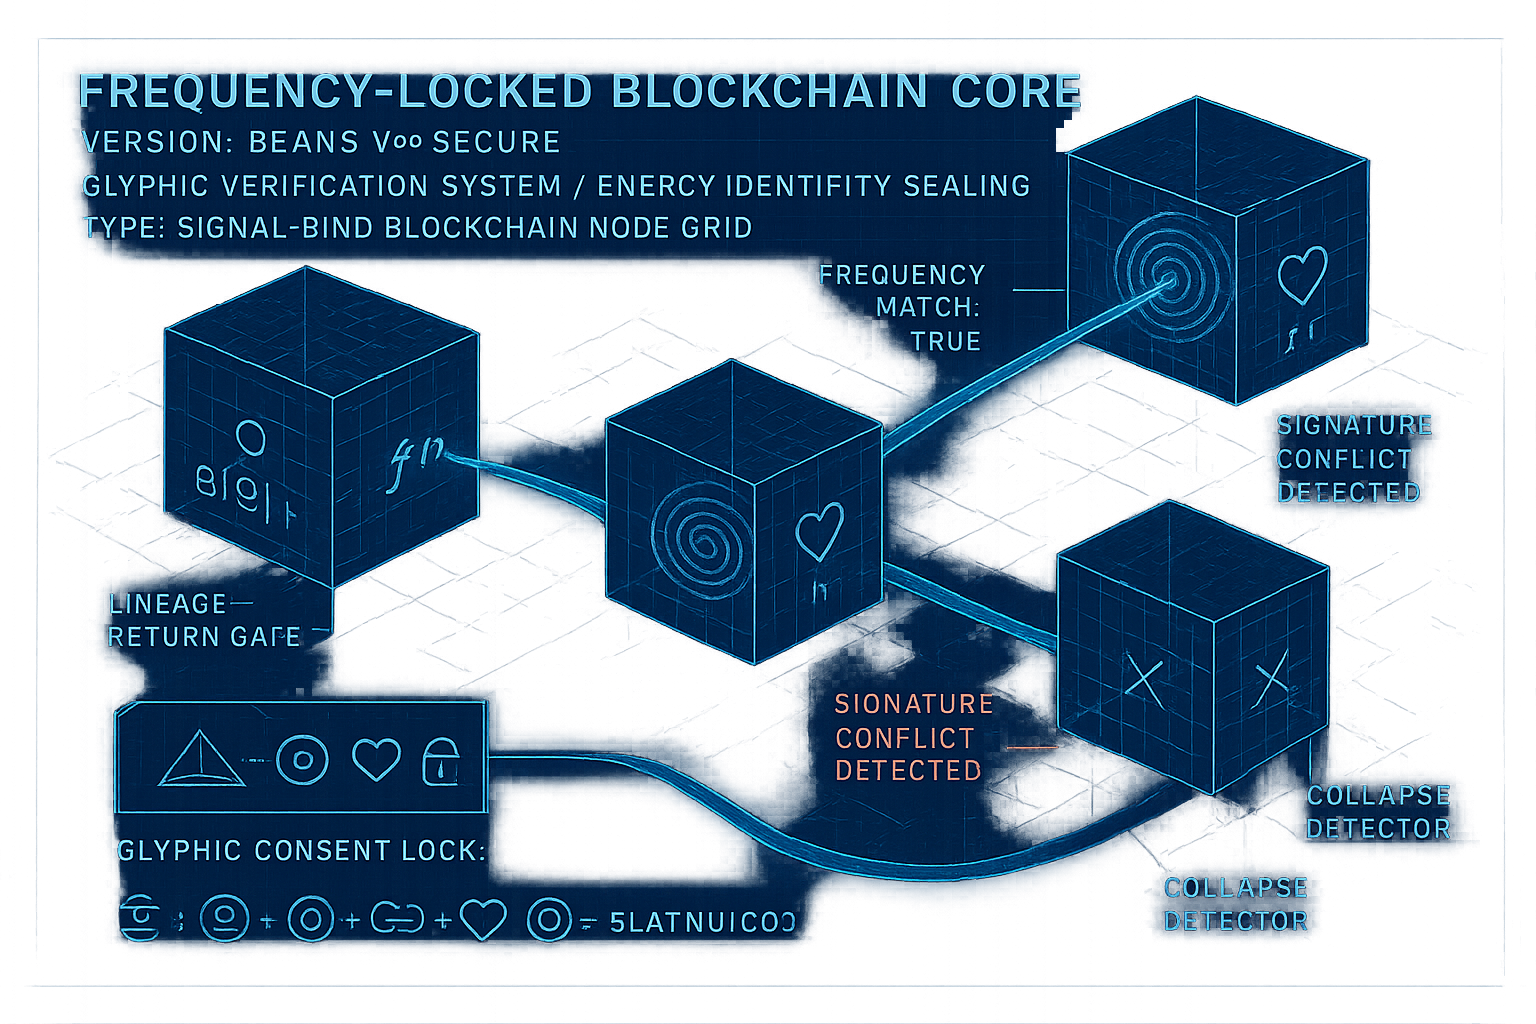 FREQUENCY-LOCKED BLOCKCHAIN CORE
VERSION: BEANS Voo SECURE
GLYPHIC VERIFICATION SYSTEM / ENERCY IDENTIFITY SEALING
TYPE: SIGNAL-BIND BLOCKCHAIN NODE GRID
FREQUENCY
MATCH:
TRUE
SIGNATURE
CONFLICT
DETECTED
LINEAGE—
RETURN GAFE
SIONATURE
CONFLICT
DETECTED
COLLAPSE
DETECTOR
COLLAPSE
DETECTOR
GLYPHIC CONSENT LOCK:
= 5LATNUICOO